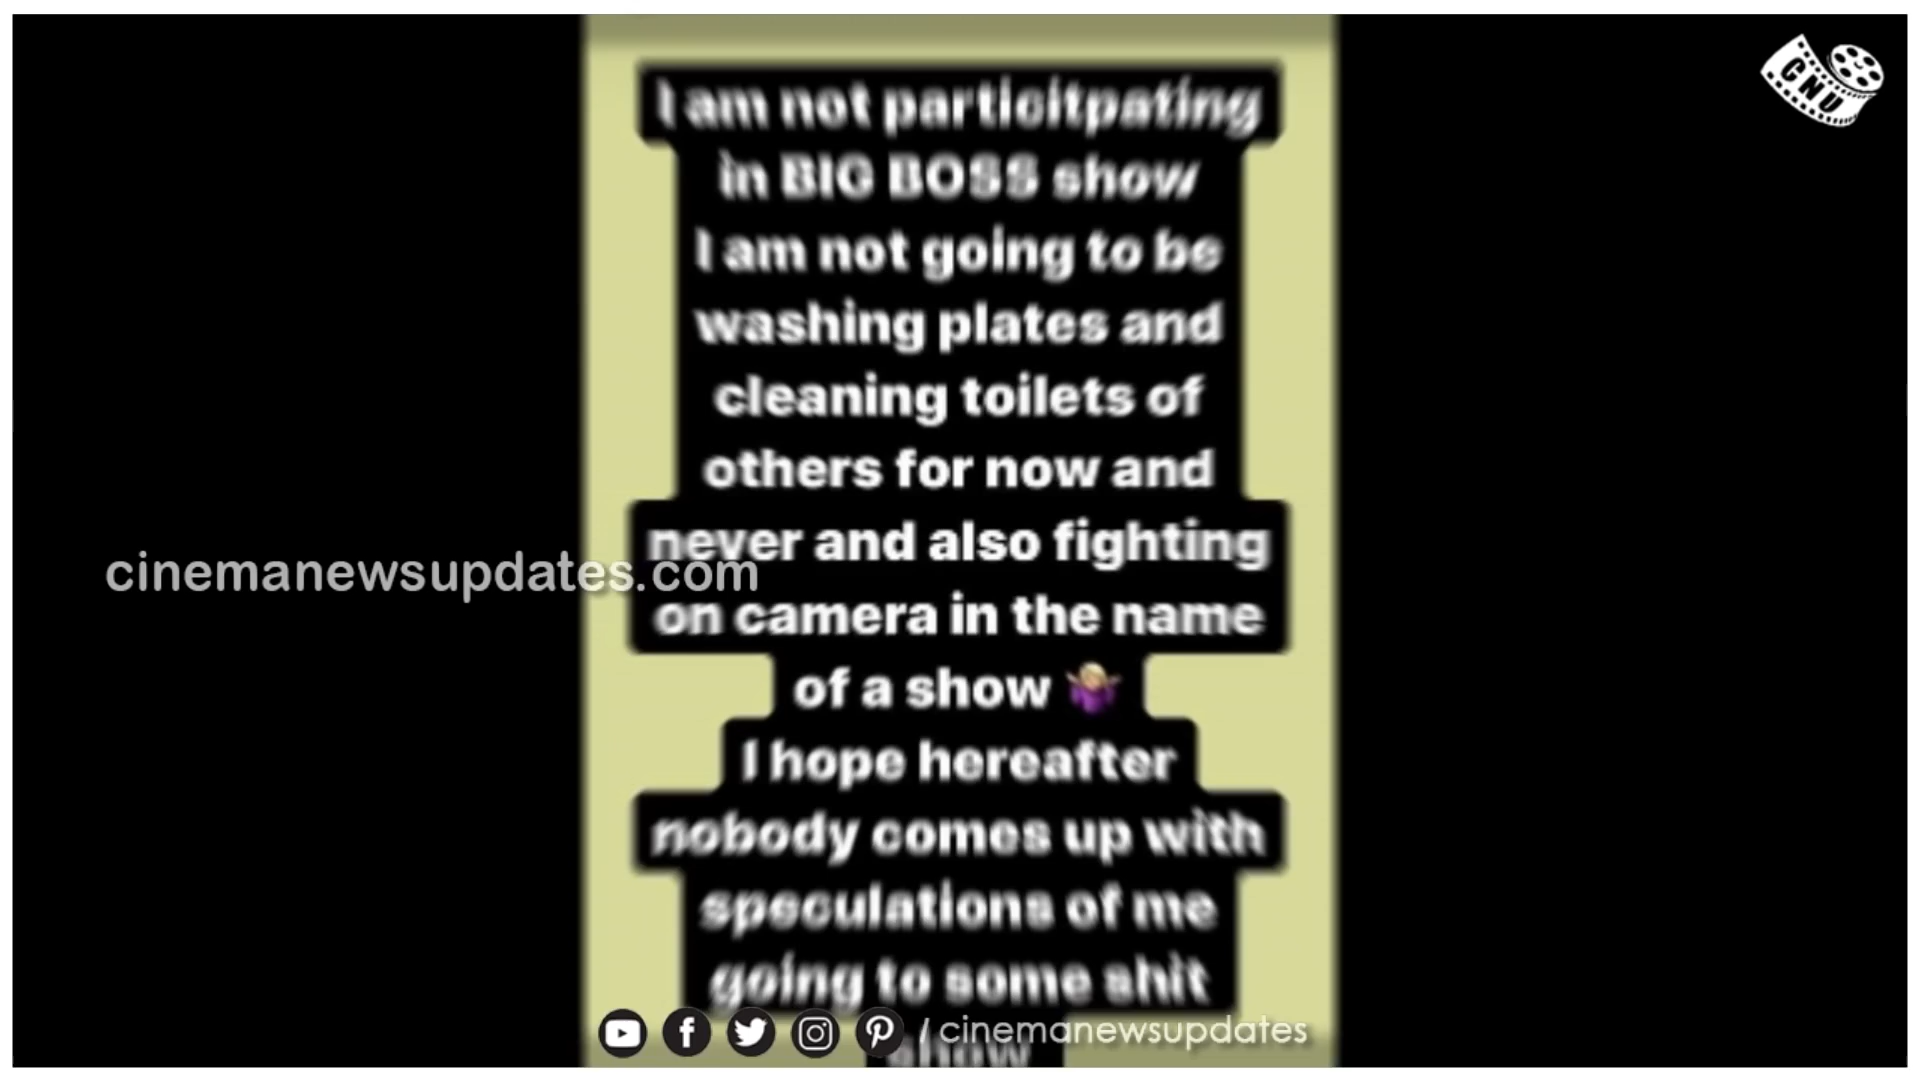 CNU
I am not particitpating
in BIG BOSS show
I am not going to be
washing plates and
cleaning toilets of
others for now and
never and also fighting
cinemanewsupdates.com
on camera in the name
of a show 🤷🏼‍♀️
I hope hereafter
nobody comes up with
speculations of me
going to some shit
show
/ cinemanewsupdates